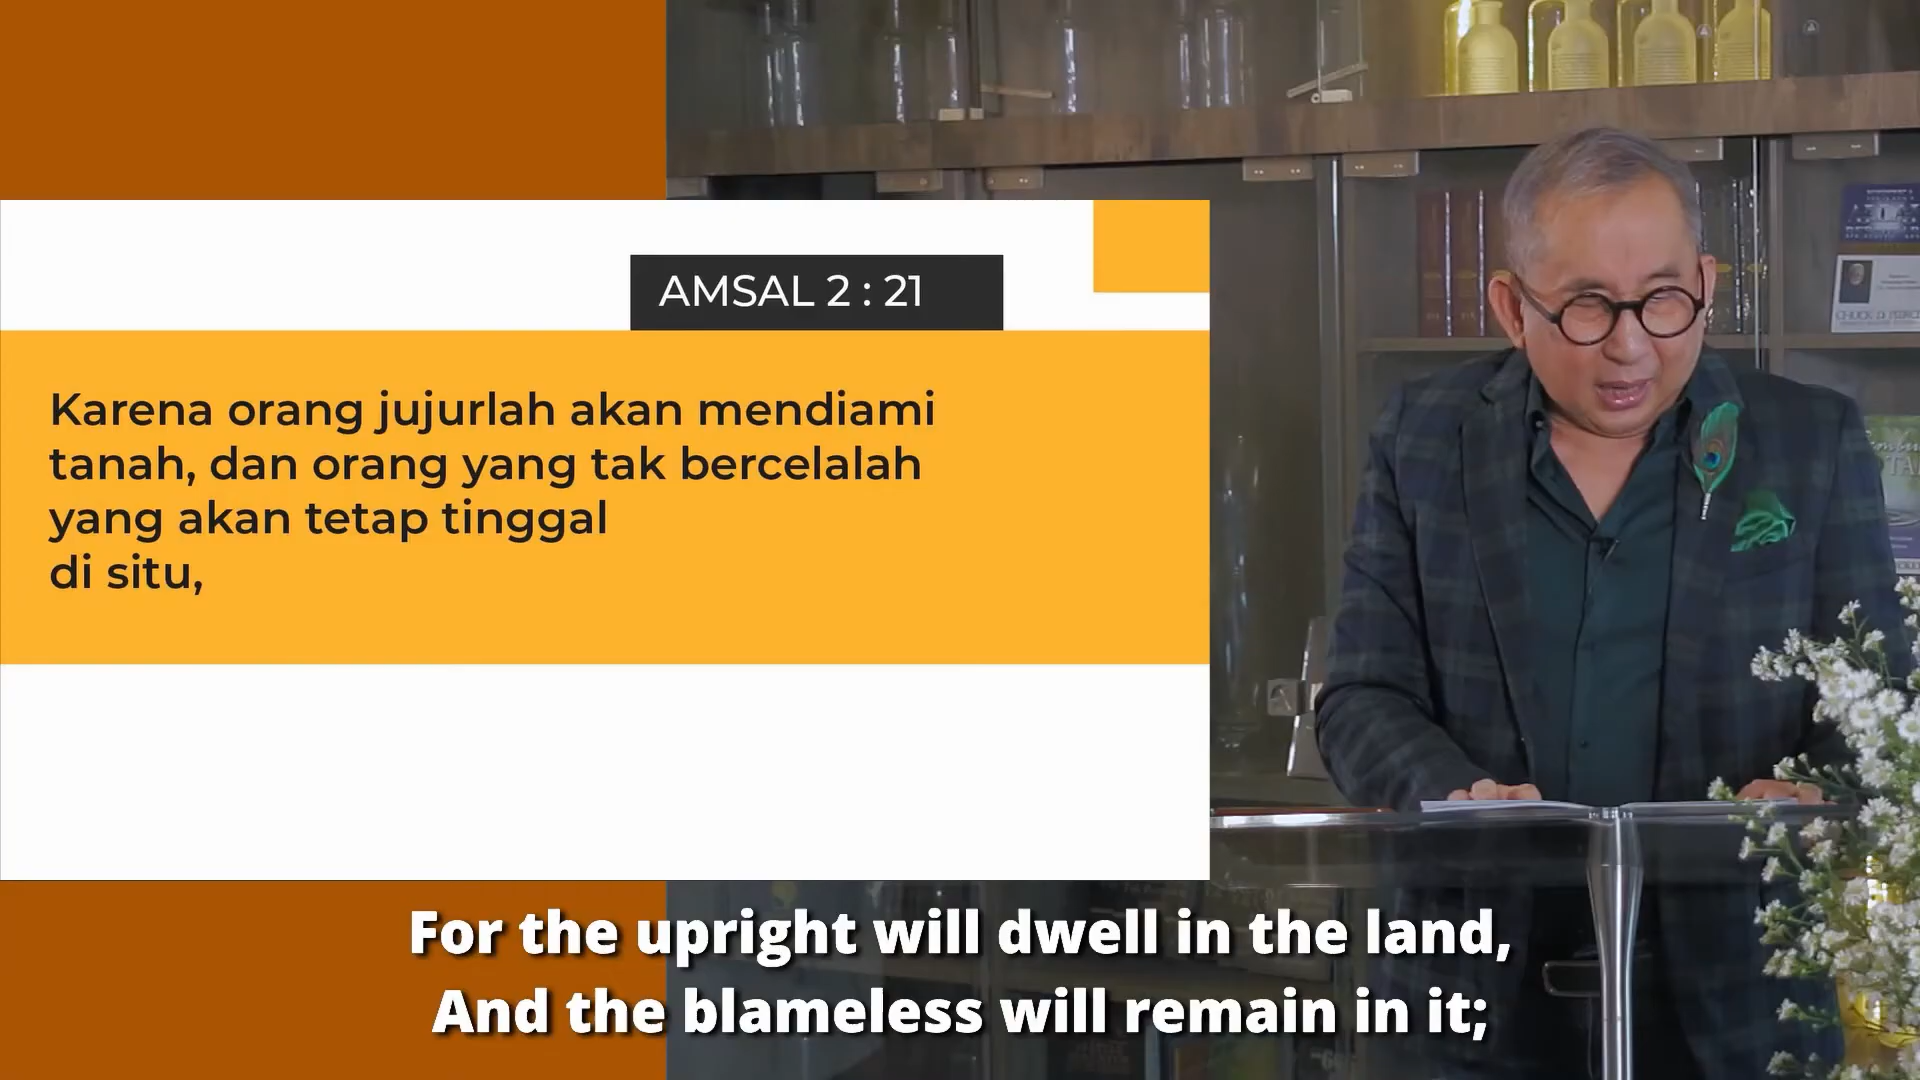 AMSAL 2 : 21
Karena orang jujurlah akan mendiami
tanah, dan orang yang tak bercelalah
yang akan tetap tinggal
di situ,
For the upright will dwell in the land,
And the blameless will remain in it;